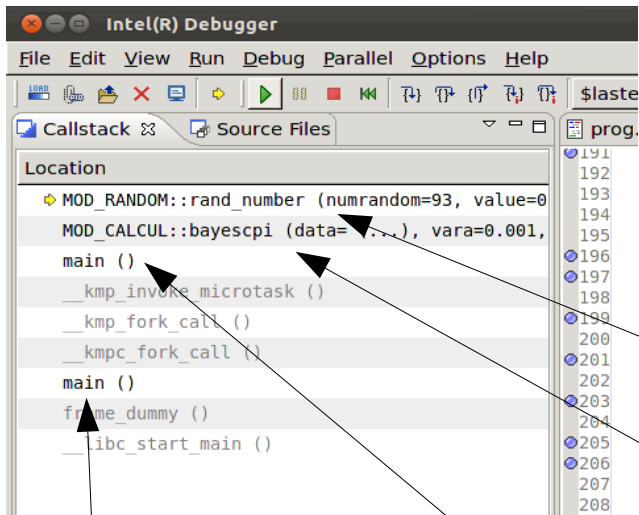 Intel(R) Debugger
File Edit View Run Debug Parallel Options Help
LOAD $laste
Callstack Source Files prog.
Location
MOD_RANDOM::rand_number (numrandom=93, value=0
MOD_CALCUL::bayescpi (data= (...), vara=0.001,
main ()
__kmp_invoke_microtask ()
__kmp_fork_call ()
__kmpc_fork_call ()
main ()
frame_dummy ()
__libc_start_main ()
191
192
193
194
195
196
197
198
199
200
201
202
203
204
205
206
207
208